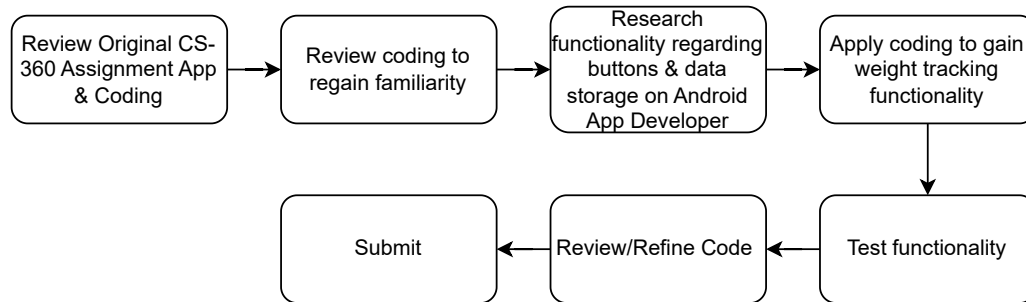 Review Original CS-
360 Assignment App
& Coding
Review coding to
regain familiarity
Research
functionality regarding
buttons & data
storage on Android
App Developer
Apply coding to gain
weight tracking
functionality
Test functionality
Review/Refine Code
Submit